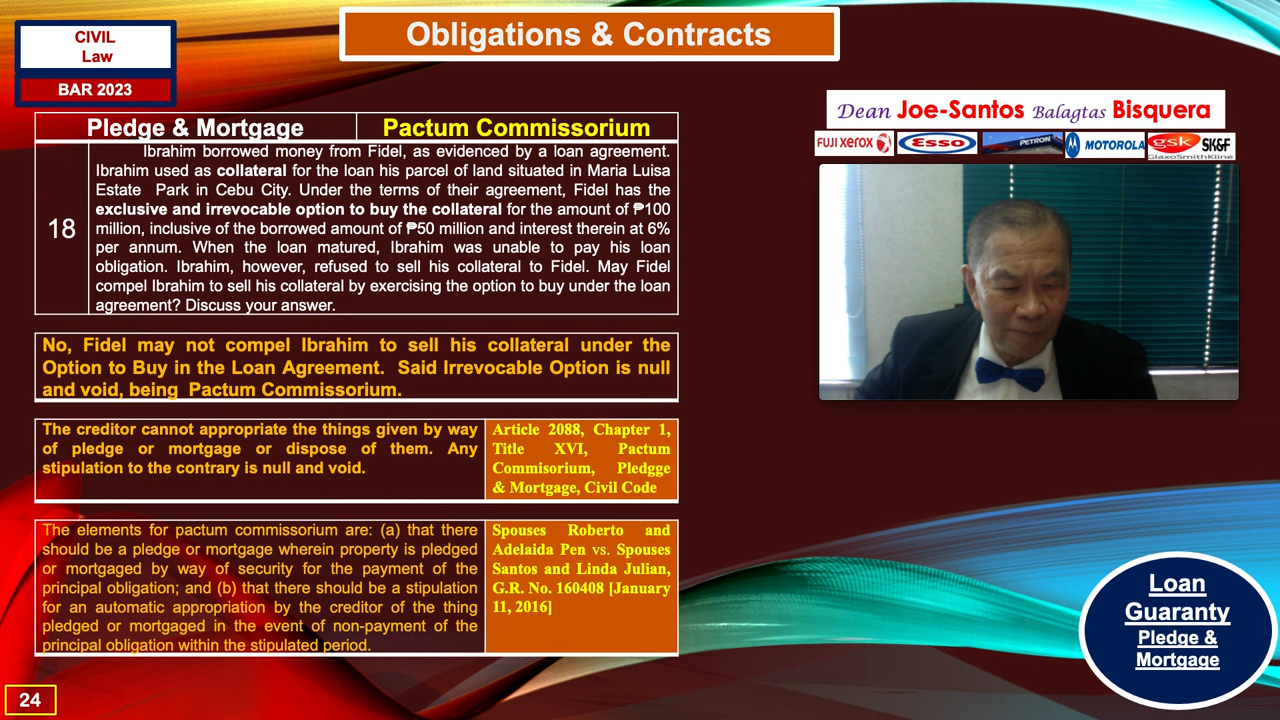 CIVIL
Law
BAR 2023
Obligations & Contracts
Dean Joe-Santos Balagtas Bisquera
FUJI XEROX
ESSO
PETRON
MOTOROLA
gsk
GlaxoSmithKline
SK&F
Pledge & Mortgage
Pactum Commissorium
18
Ibrahim borrowed money from Fidel, as evidenced by a loan agreement.
Ibrahim used as collateral for the loan his parcel of land situated in Maria Luisa
Estate Park in Cebu City. Under the terms of their agreement, Fidel has the
exclusive and irrevocable option to buy the collateral for the amount of ₱100
million, inclusive of the borrowed amount of ₱50 million and interest therein at 6%
per annum. When the loan matured, Ibrahim was unable to pay his loan
obligation. Ibrahim, however, refused to sell his collateral to Fidel. May Fidel
compel Ibrahim to sell his collateral by exercising the option to buy under the loan
agreement? Discuss your answer.
No, Fidel may not compel Ibrahim to sell his collateral under the
Option to Buy in the Loan Agreement. Said Irrevocable Option is null
and void, being Pactum Commissorium.
The creditor cannot appropriate the things given by way
of pledge or mortgage or dispose of them. Any
stipulation to the contrary is null and void.
Article 2088, Chapter 1,
Title XVI, Pactum
Commisorium, Pledgge
& Mortgage, Civil Code
The elements for pactum commissorium are: (a) that there
should be a pledge or mortgage wherein property is pledged
or mortgaged by way of security for the payment of the
principal obligation; and (b) that there should be a stipulation
for an automatic appropriation by the creditor of the thing
pledged or mortgaged in the event of non-payment of the
principal obligation within the stipulated period.
Spouses Roberto and
Adelaida Pen vs. Spouses
Santos and Linda Julian,
G.R. No. 160408 [January
11, 2016]
Loan
Guaranty
Pledge &
Mortgage
24